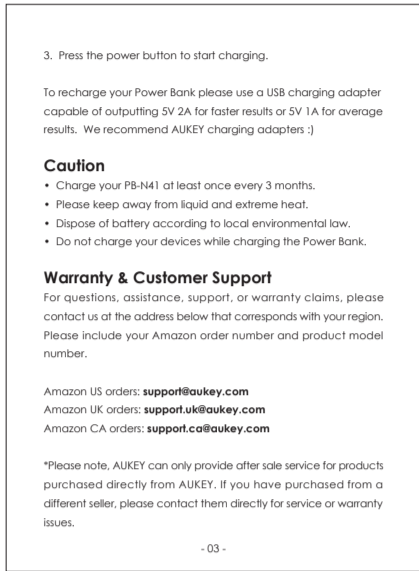 3. Press the power button to start charging.
To recharge your Power Bank please use a USB charging adapter
capable of outputting 5V 2A for faster results or 5V 1A for average
results. We recommend AUKEY charging adapters :)
Caution
• Charge your PB-N41 at least once every 3 months.
• Please keep away from liquid and extreme heat.
• Dispose of battery according to local environmental law.
• Do not charge your devices while charging the Power Bank.
Warranty & Customer Support
For questions, assistance, support, or warranty claims, please
contact us at the address below that corresponds with your region.
Please include your Amazon order number and product model
number.
Amazon US orders: support@aukey.com
Amazon UK orders: support.uk@aukey.com
Amazon CA orders: support.ca@aukey.com
*Please note, AUKEY can only provide after sale service for products
purchased directly from AUKEY. If you have purchased from a
different seller, please contact them directly for service or warranty
issues.
- 03 -